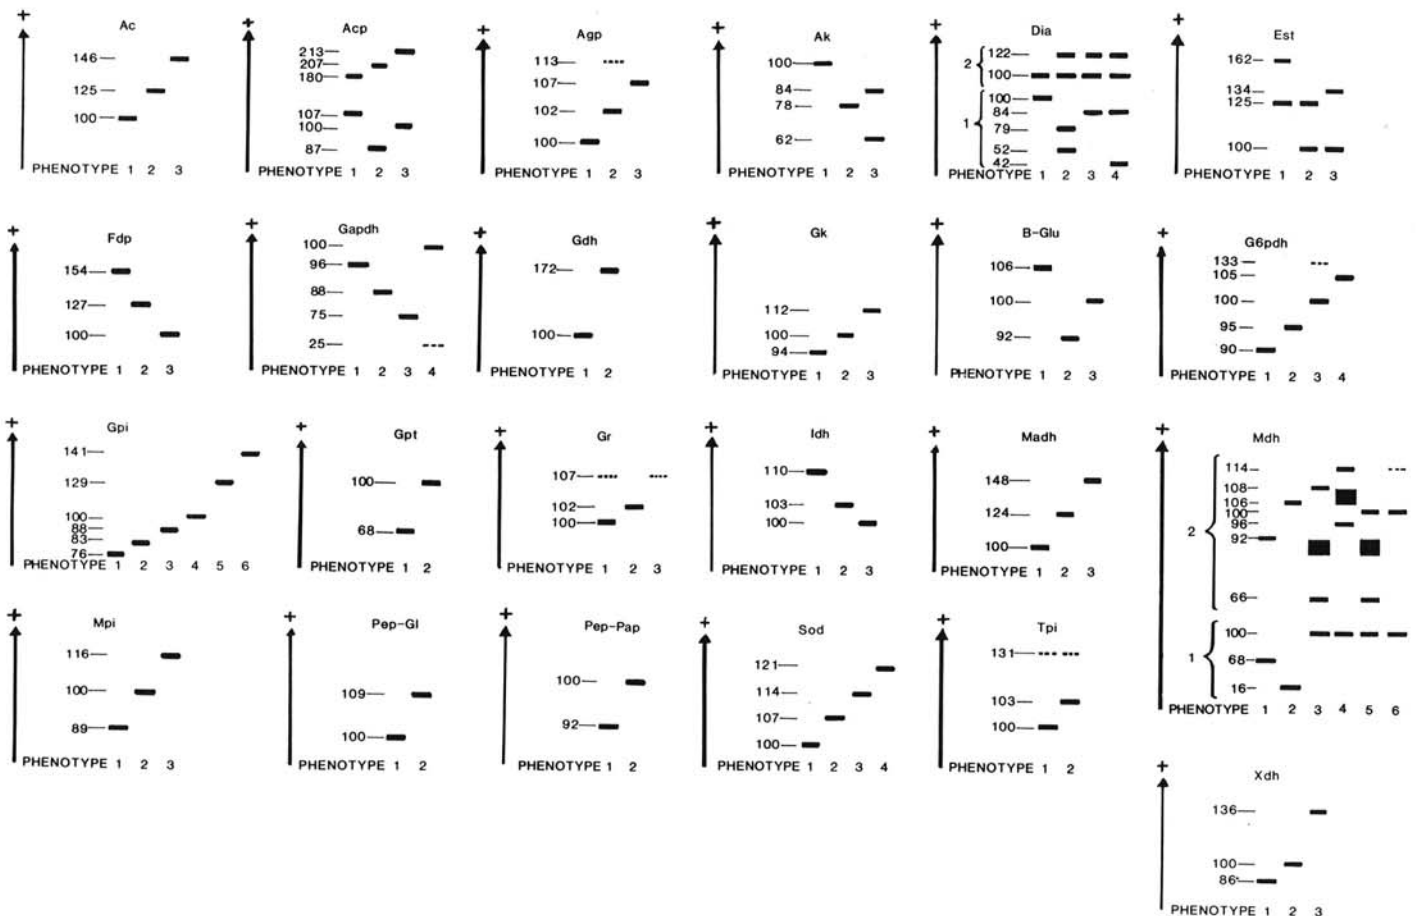 +
Ac
146
125
100
PHENOTYPE 1 2 3
+
Acp
213
207
180
107
100
87
PHENOTYPE 1 2 3
+
Agp
113
107
102
100
PHENOTYPE 1 2 3
+
Ak
100
84
78
62
PHENOTYPE 1 2 3
+
Dia
2
122
100
1
100
84
79
52
42
PHENOTYPE 1 2 3 4
+
Est
162
134
125
100
PHENOTYPE 1 2 3
+
Fdp
154
127
100
PHENOTYPE 1 2 3
+
Gapdh
100
96
88
75
25
PHENOTYPE 1 2 3 4
+
Gdh
172
100
PHENOTYPE 1 2
+
Gk
112
100
94
PHENOTYPE 1 2 3
+
B-Glu
106
100
92
PHENOTYPE 1 2 3
+
G6pdh
133
105
100
95
90
PHENOTYPE 1 2 3 4
+
Gpi
141
129
100
88
83
76
PHENOTYPE 1 2 3 4 5 6
+
Gpt
100
68
PHENOTYPE 1 2
+
Gr
107
102
100
PHENOTYPE 1 2 3
+
Idh
110
103
100
PHENOTYPE 1 2 3
+
Madh
148
124
100
PHENOTYPE 1 2 3
+
Mdh
2
114
108
106
100
96
92
66
1
100
68
16
PHENOTYPE 1 2 3 4 5 6
+
Mpi
116
100
89
PHENOTYPE 1 2 3
+
Pep-Gl
109
100
PHENOTYPE 1 2
+
Pep-Pap
100
92
PHENOTYPE 1 2
+
Sod
121
114
107
100
PHENOTYPE 1 2 3 4
+
Tpi
131
103
100
PHENOTYPE 1 2
+
Xdh
136
100
86
PHENOTYPE 1 2 3